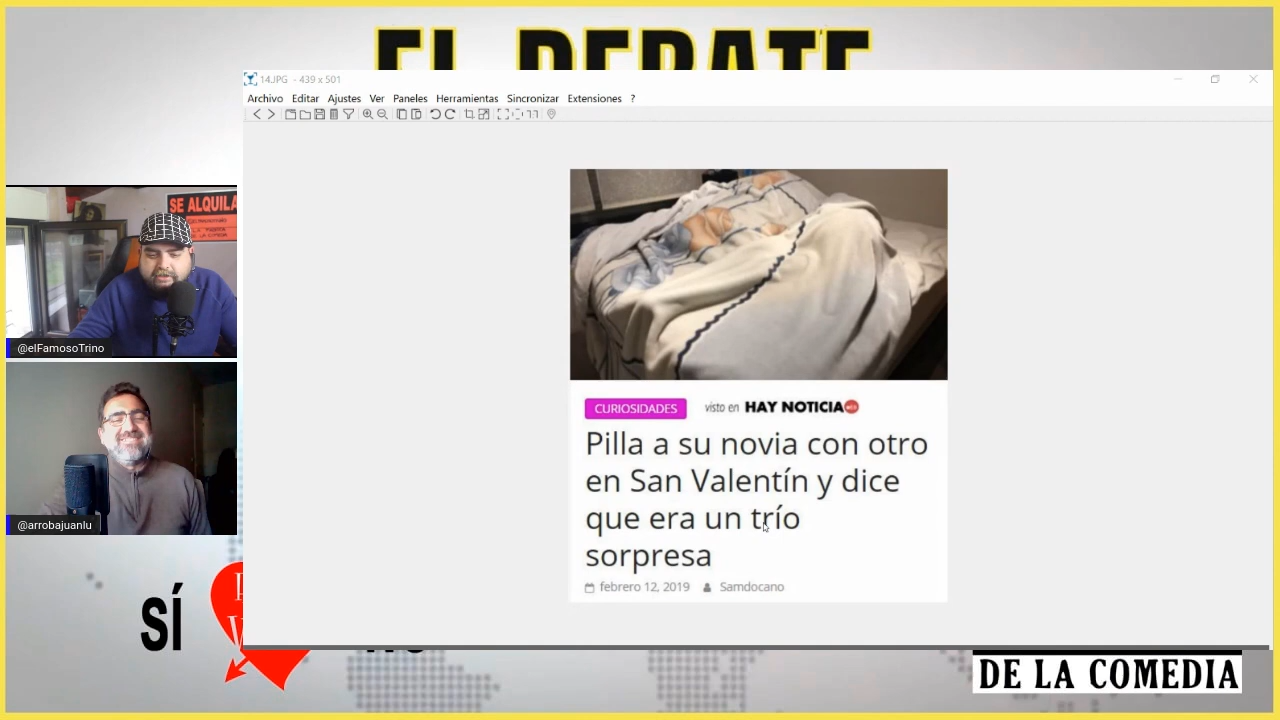 EL DEBATE
14.JPG - 439 x 501
Archivo Editar Ajustes Ver Paneles Herramientas Sincronizar Extensiones ?
SE ALQUILA
@elFamosoTrino
@arrobajuanlu
CURIOSIDADES visto en HAY NOTICIA
Pilla a su novia con otro
en San Valentín y dice
que era un trío
sorpresa
febrero 12, 2019 Samdocano
SÍ
DE LA COMEDIA